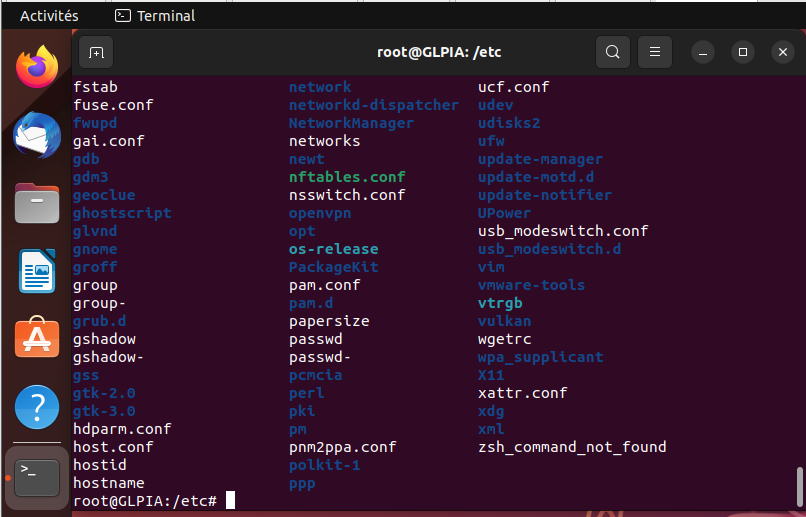 Activités Terminal
root@GLPIA: /etc
fstab network ucf.conf
fuse.conf networkd-dispatcher udev
fwupd NetworkManager udisks2
gai.conf networks ufw
gdb newt update-manager
gdm3 nftables.conf update-motd.d
geoclue nsswitch.conf update-notifier
ghostscript openvpn UPower
glvnd opt usb_modeswitch.conf
gnome os-release usb_modeswitch.d
groff PackageKit vim
group pam.conf vmware-tools
group- pam.d vtrgb
grub.d papersize vulkan
gshadow passwd wgetrc
gshadow- passwd- wpa_supplicant
gss pcmcia X11
gtk-2.0 perl xattr.conf
gtk-3.0 pki xdg
hdparm.conf pm xml
host.conf pnm2ppa.conf zsh_command_not_found
hostid polkit-1
hostname ppp
root@GLPIA:/etc#